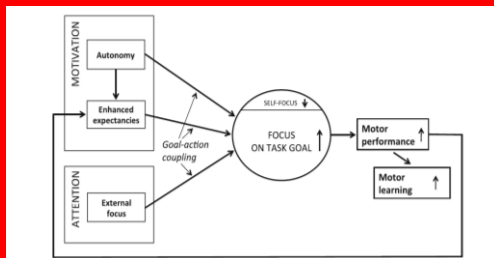 MOTIVATION
Autonomy
Enhanced
expectancies
Goal-action
coupling
ATTENTION
External
focus
SELF-FOCUS
FOCUS
ON TASK GOAL
Motor
performance
Motor
learning